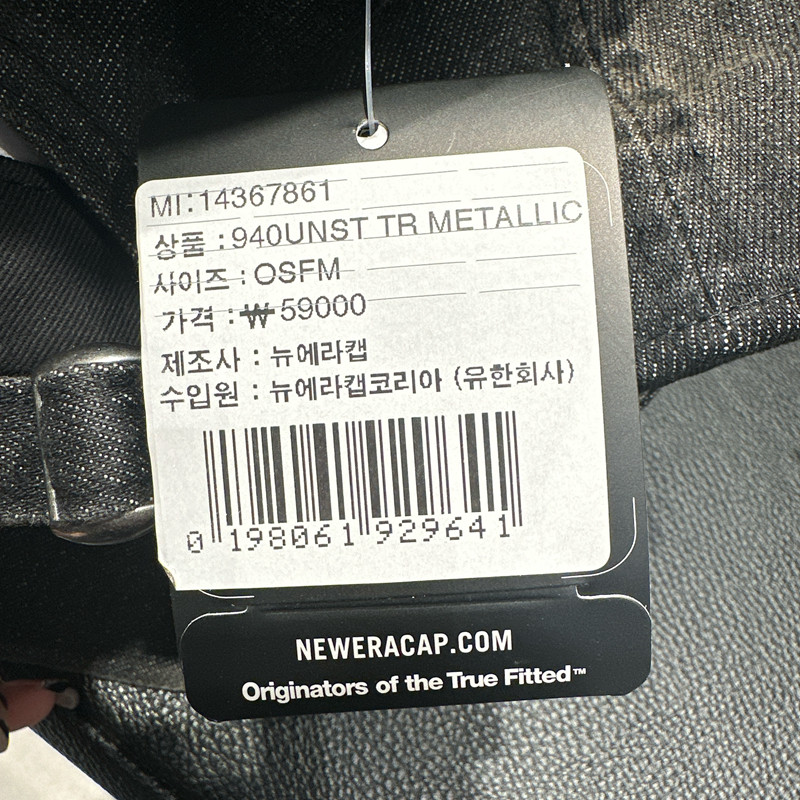 MI:14367861
상품 :940UNST TR METALLIC
사이즈 : OSFM
가격 : ₩ 59000
제조사 : 뉴에라캡
수입원 : 뉴에라캡코리아 (유한회사)
0 198061 929641
NEWERACAP.COM
Originators of the True Fitted™